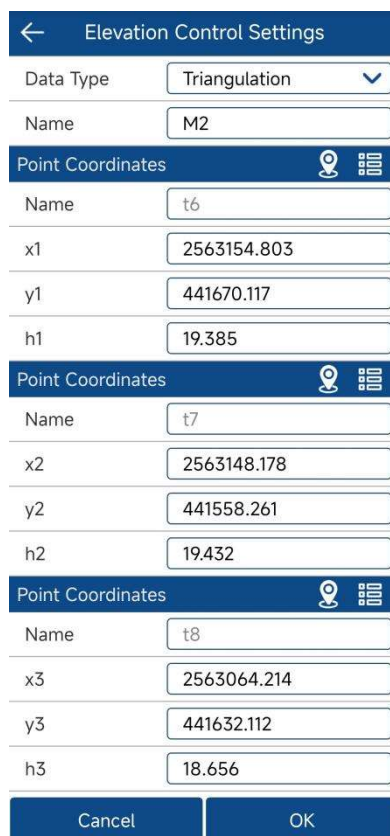 Elevation Control Settings
Data Type Triangulation
Name M2
Point Coordinates
Name t6
x1 2563154.803
y1 441670.117
h1 19.385
Point Coordinates
Name t7
x2 2563148.178
y2 441558.261
h2 19.432
Point Coordinates
Name t8
x3 2563064.214
y3 441632.112
h3 18.656
Cancel OK